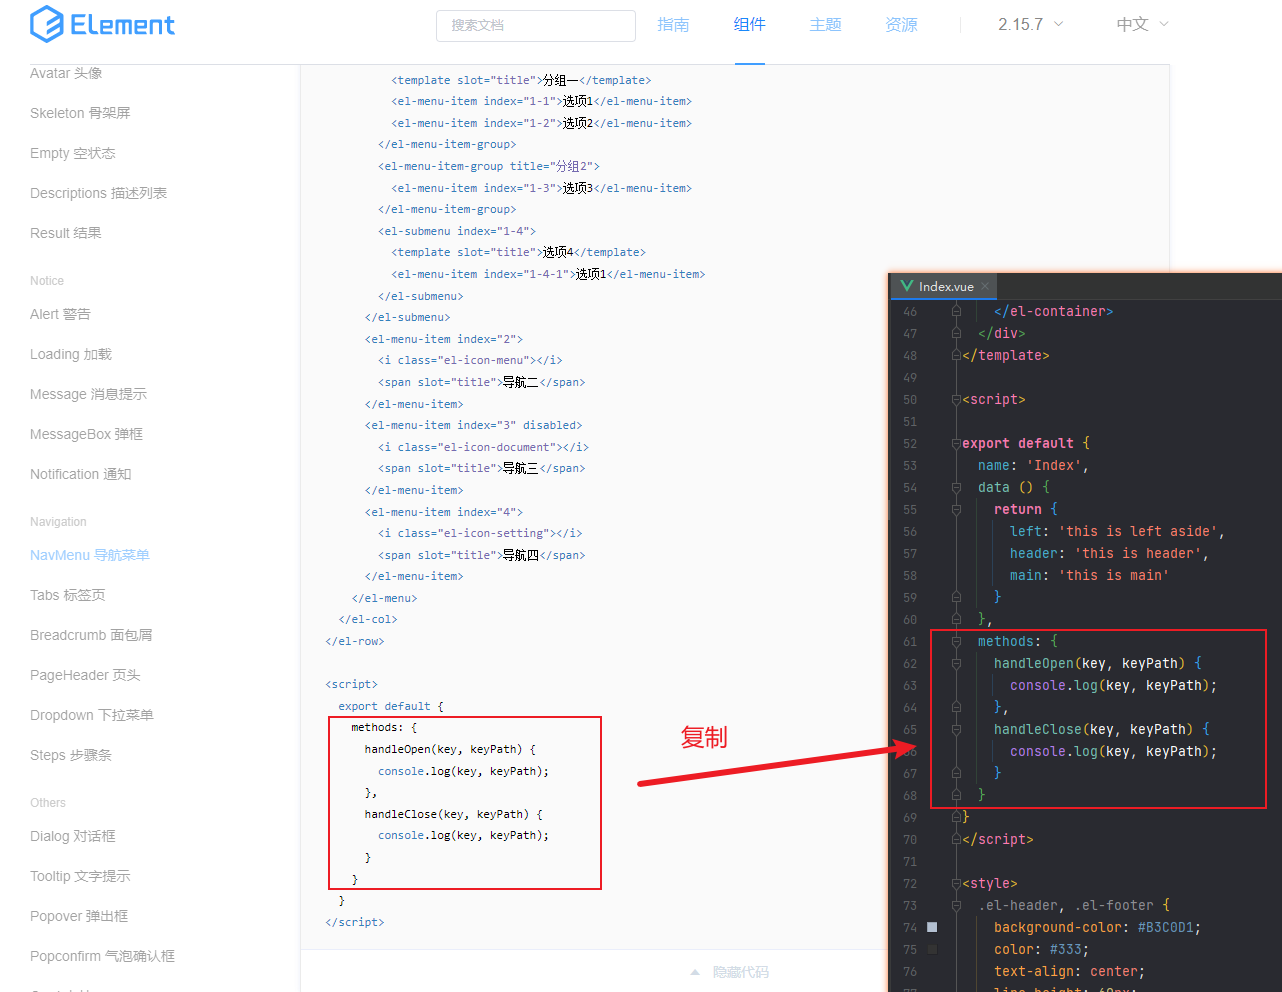 Element
搜索文档
指南
组件
主题
资源
2.15.7
中文
Avatar 头像
Skeleton 骨架屏
Empty 空状态
Descriptions 描述列表
Result 结果
Notice
Alert 警告
Loading 加载
Message 消息提示
MessageBox 弹框
Notification 通知
Navigation
NavMenu 导航菜单
Tabs 标签页
Breadcrumb 面包屑
PageHeader 页头
Dropdown 下拉菜单
Steps 步骤条
Others
Dialog 对话框
Tooltip 文字提示
Popover 弹出框
Popconfirm 气泡确认框
<template slot="title">分组一</template>
<el-menu-item index="1-1">选项1</el-menu-item>
<el-menu-item index="1-2">选项2</el-menu-item>
</el-menu-item-group>
<el-menu-item-group title="分组2">
<el-menu-item index="1-3">选项3</el-menu-item>
</el-menu-item-group>
<el-submenu index="1-4">
<template slot="title">选项4</template>
<el-menu-item index="1-4-1">选项1</el-menu-item>
</el-submenu>
</el-submenu>
<el-menu-item index="2">
<i class="el-icon-menu"></i>
<span slot="title">导航二</span>
</el-menu-item>
<el-menu-item index="3" disabled>
<i class="el-icon-document"></i>
<span slot="title">导航三</span>
</el-menu-item>
<el-menu-item index="4">
<i class="el-icon-setting"></i>
<span slot="title">导航四</span>
</el-menu-item>
</el-menu>
</el-col>
</el-row>
<script>
export default {
methods: {
handleOpen(key, keyPath) {
console.log(key, keyPath);
},
handleClose(key, keyPath) {
console.log(key, keyPath);
}
}
}
</script>
隐藏代码
复制
Index.vue
46 </el-container>
47 </div>
48 </template>
49
50 <script>
51
52 export default {
53 name: 'Index',
54 data () {
55 return {
56 left: 'this is left aside',
57 header: 'this is header',
58 main: 'this is main'
59 }
60 },
61 methods: {
62 handleOpen(key, keyPath) {
63 console.log(key, keyPath);
64 },
65 handleClose(key, keyPath) {
66 console.log(key, keyPath);
67 }
68 }
69 }
70 </script>
71
72 <style>
73 .el-header, .el-footer {
74 background-color: #B3C0D1;
75 color: #333;
76 text-align: center;